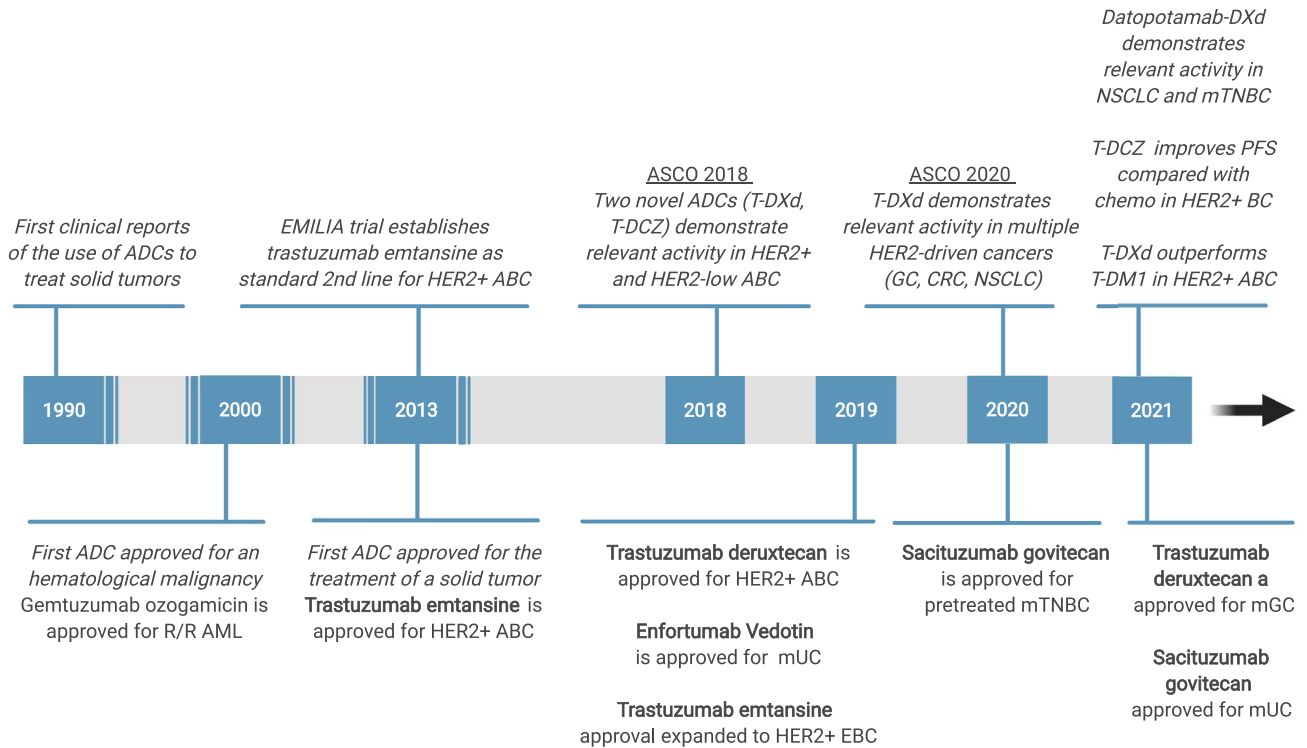 Datopotamab-DXd
demonstrates
relevant activity in
NSCLC and mTNBC
T-DCZ improves PFS
compared with
chemo in HER2+ BC
T-DXd outperforms
T-DM1 in HER2+ ABC
First clinical reports
of the use of ADCs to
treat solid tumors
EMILIA trial establishes
trastuzumab emtansine as
standard 2nd line for HER2+ ABC
ASCO 2018
Two novel ADCs (T-DXd,
T-DCZ) demonstrate
relevant activity in HER2+
and HER2-low ABC
ASCO 2020
T-DXd demonstrates
relevant activity in multiple
HER2-driven cancers
(GC, CRC, NSCLC)
1990
2000
2013
2018
2019
2020
2021
First ADC approved for an
hematological malignancy
Gemtuzumab ozogamicin is
approved for R/R AML
First ADC approved for the
treatment of a solid tumor
Trastuzumab emtansine is
approved for HER2+ ABC
Trastuzumab deruxtecan is
approved for HER2+ ABC
Enfortumab Vedotin
is approved for mUC
Trastuzumab emtansine
approval expanded to HER2+ EBC
Sacituzumab govitecan
is approved for
pretreated mTNBC
Trastuzumab
deruxtecan a
approved for mGC
Sacituzumab
govitecan
approved for mUC